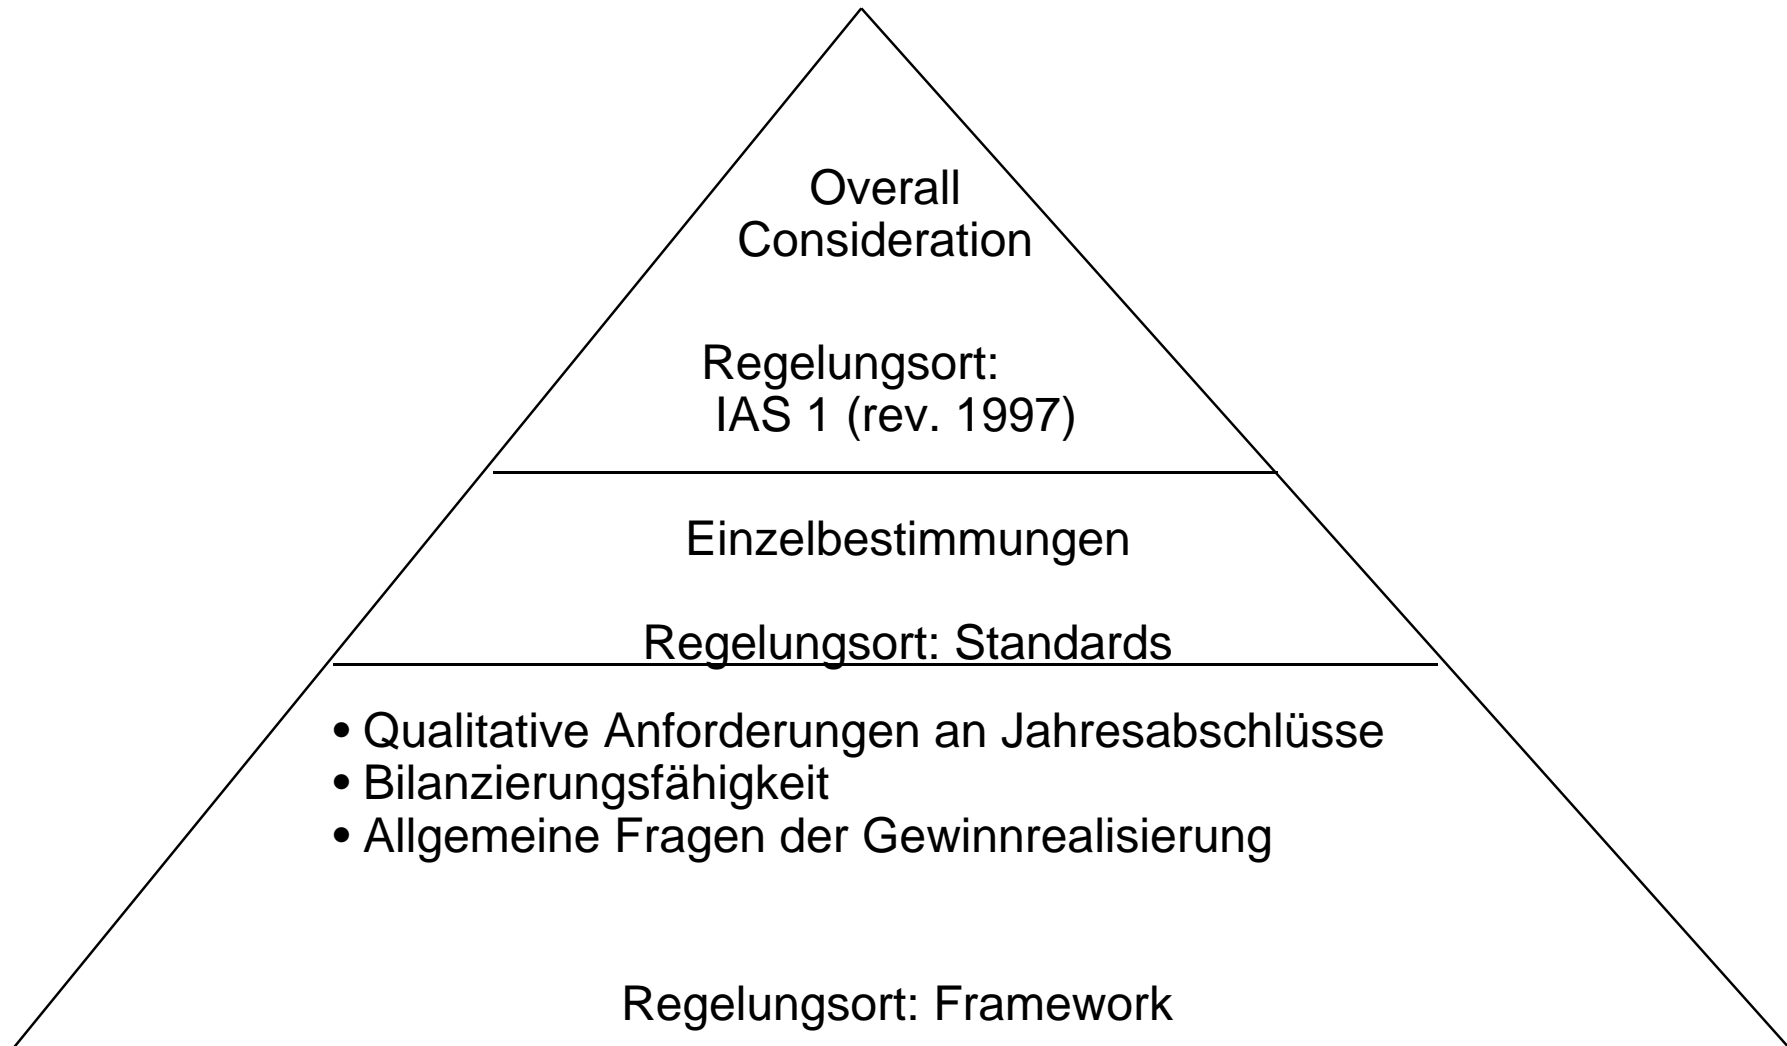 Overall
Consideration
Regelungsort:
IAS 1 (rev. 1997)
Einzelbestimmungen
Regelungsort: Standards
• Qualitative Anforderungen an Jahresabschlüsse
• Bilanzierungsfähigkeit
• Allgemeine Fragen der Gewinnrealisierung
Regelungsort: Framework